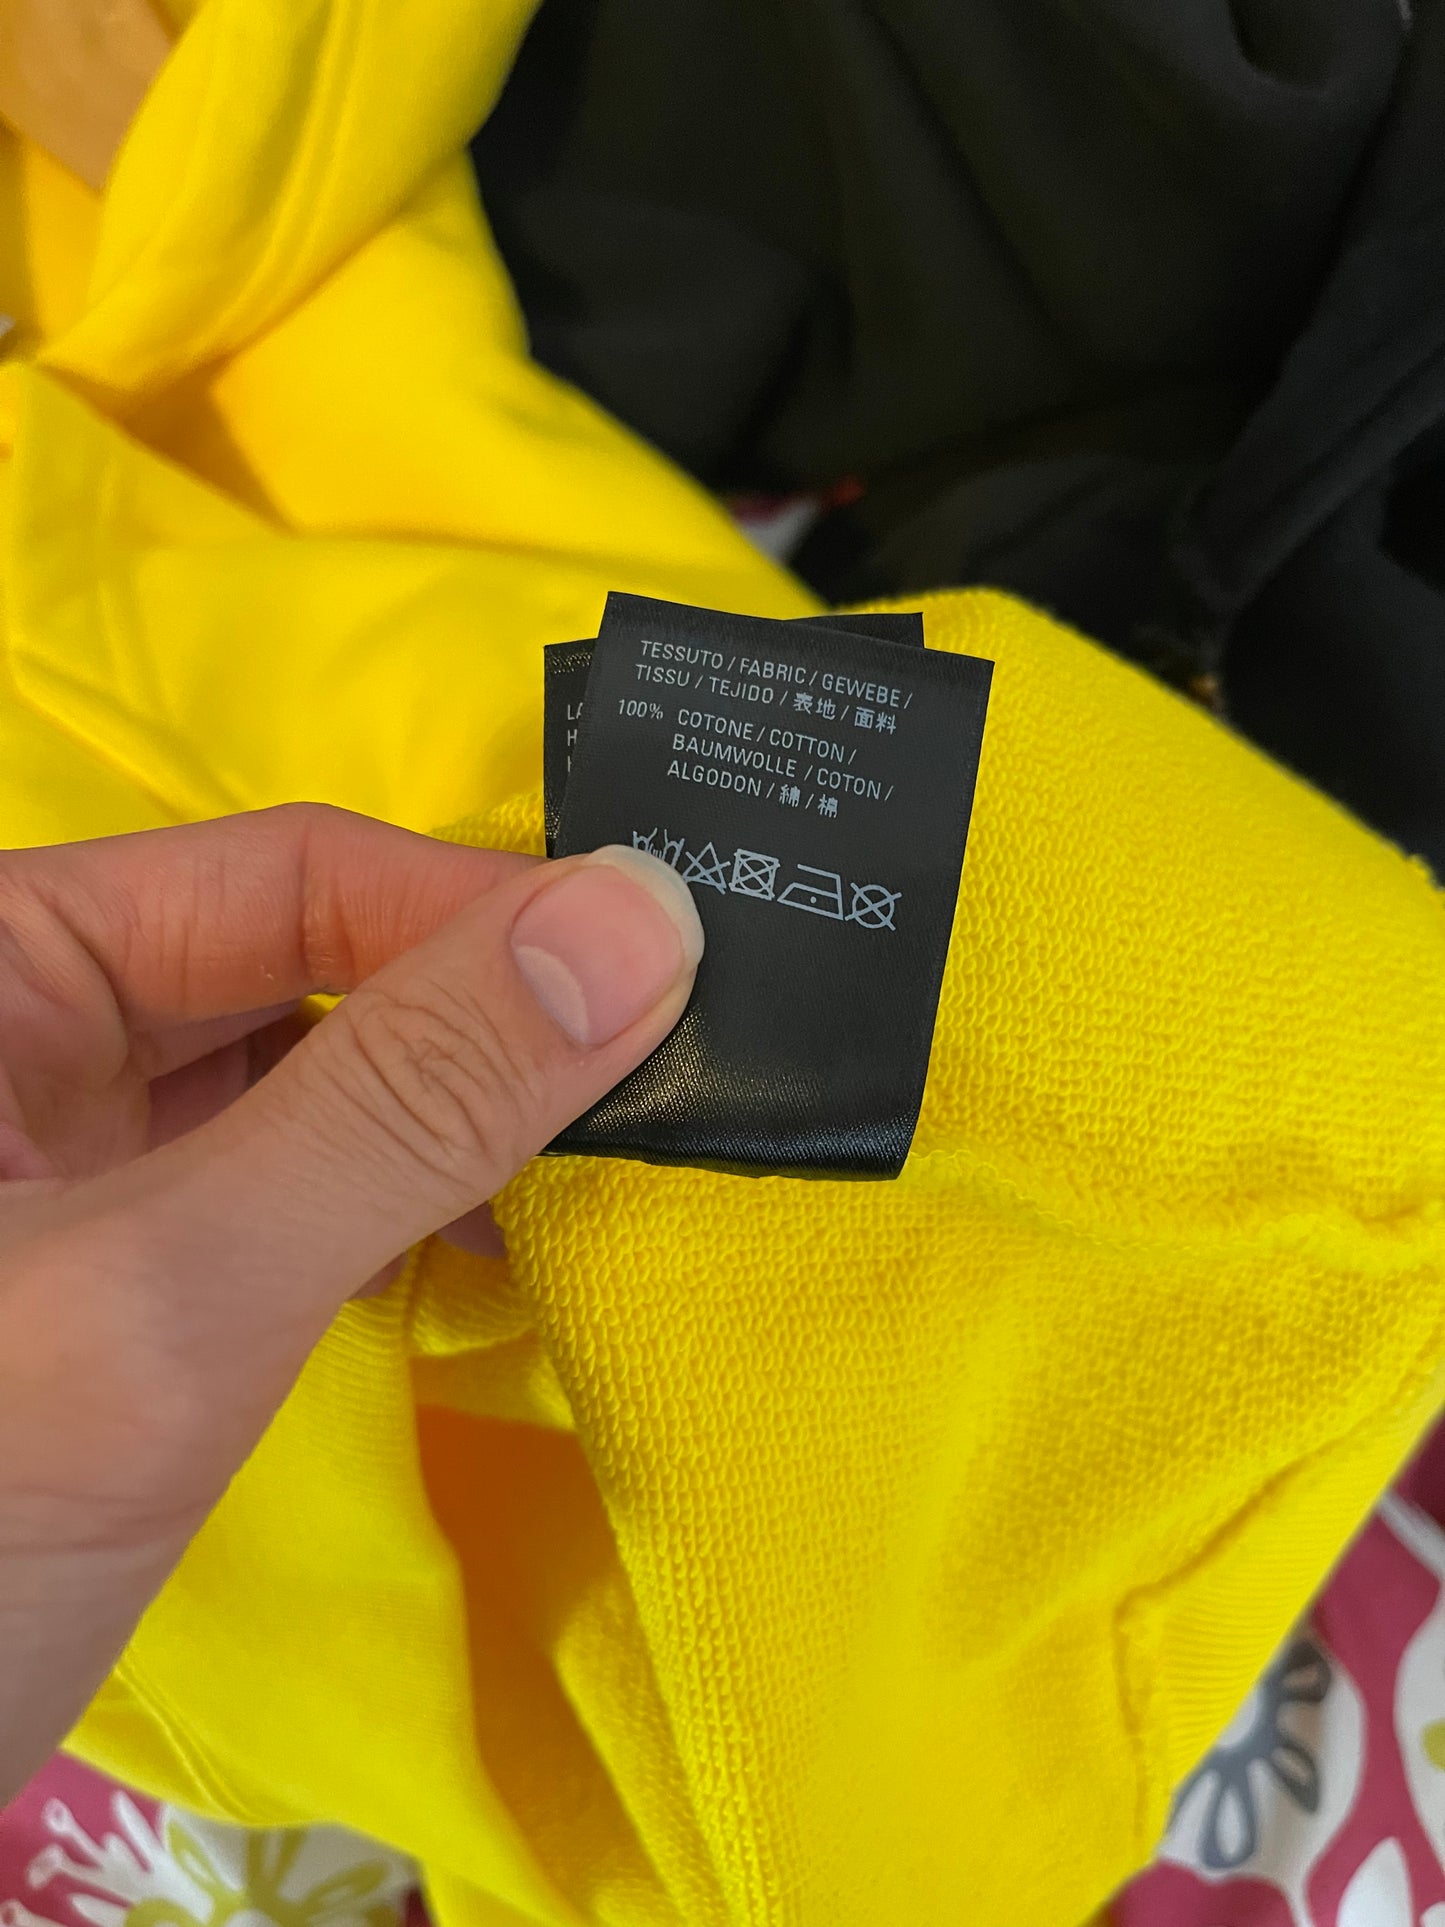 TESSUTO / FABRIC / GEWEBE /
TISSU / TEJIDO / 表地 / 面料
100% COTONE / COTTON /
BAUMWOLLE / COTON /
ALGODON / 綿 / 棉